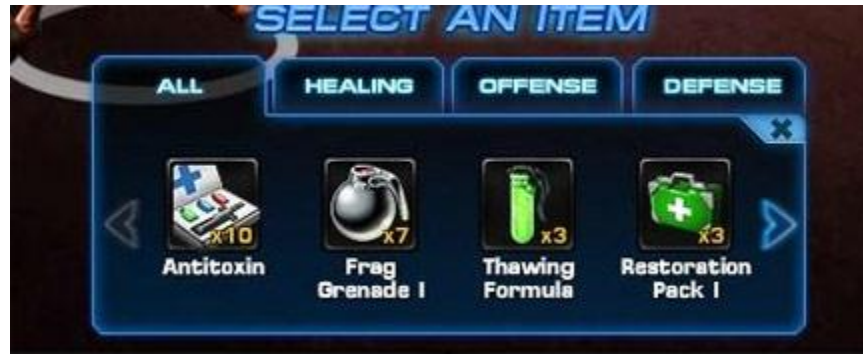 SELECT AN ITEM
ALL HEALING OFFENSE DEFENSE
x10 x7 x3 x3
Antitoxin Frag Thawing Restoration
Grenade I Formula Pack I